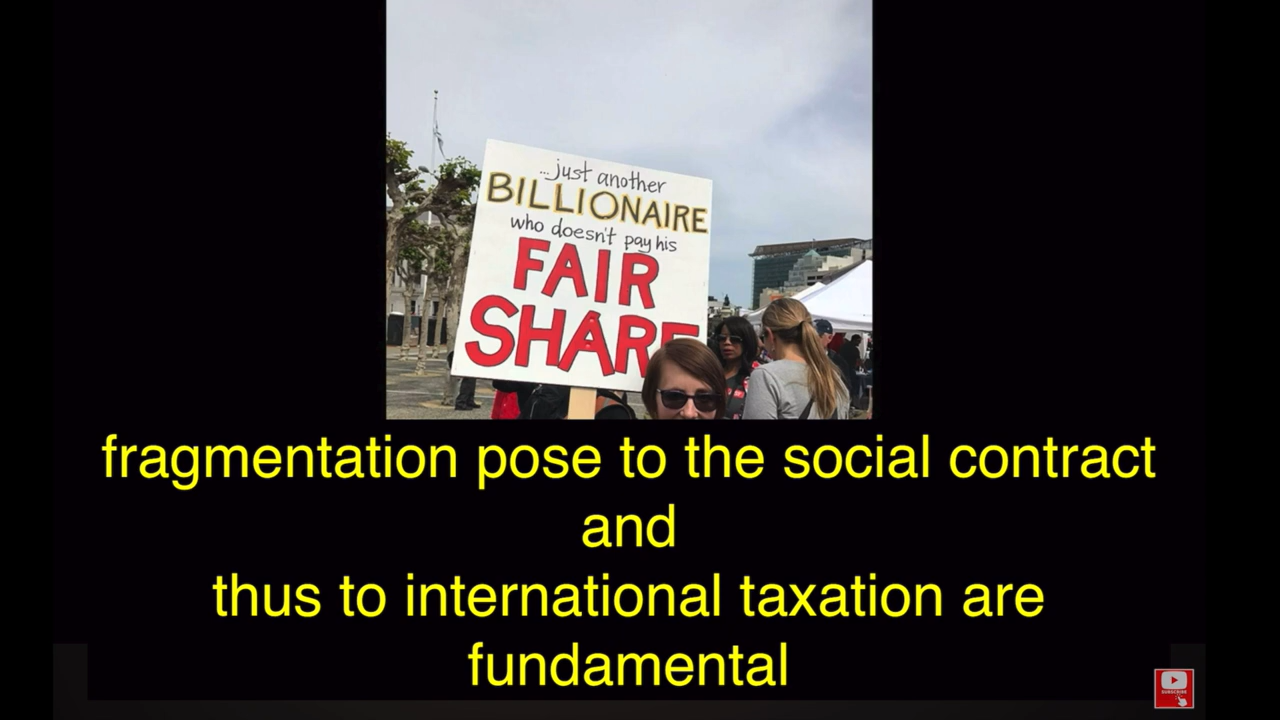 ...just another
BILLIONAIRE
who doesn't pay his
FAIR
SHARE
fragmentation pose to the social contract
and
thus to international taxation are
fundamental
SUBSCRIBE